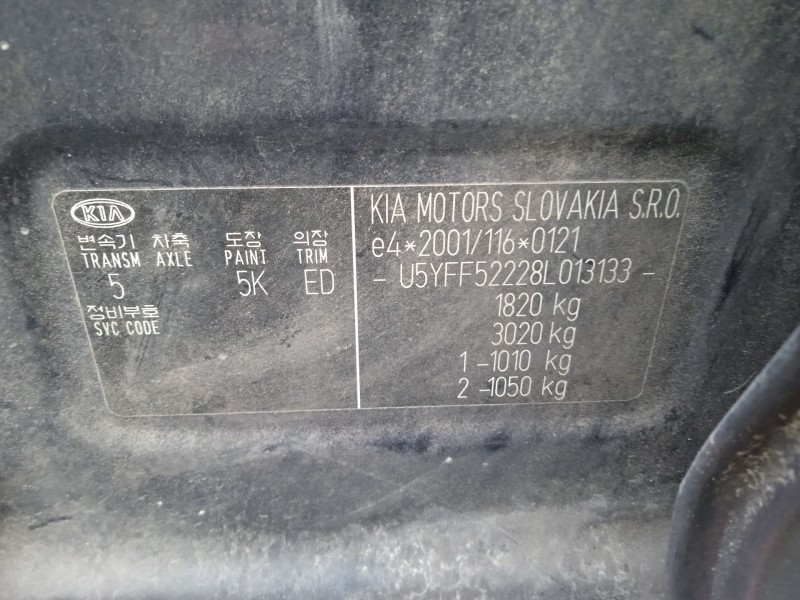 KIA
변속기 차축 도장 의장
TRANSM AXLE PAINT TRIM
5 5K ED
정비부호
SVC CODE
KIA MOTORS SLOVAKIA S.R.O.
e4*2001/116*0121
- U5YFF52228L013133 -
1820 kg
3020 kg
1 -1010 kg
2 -1050 kg